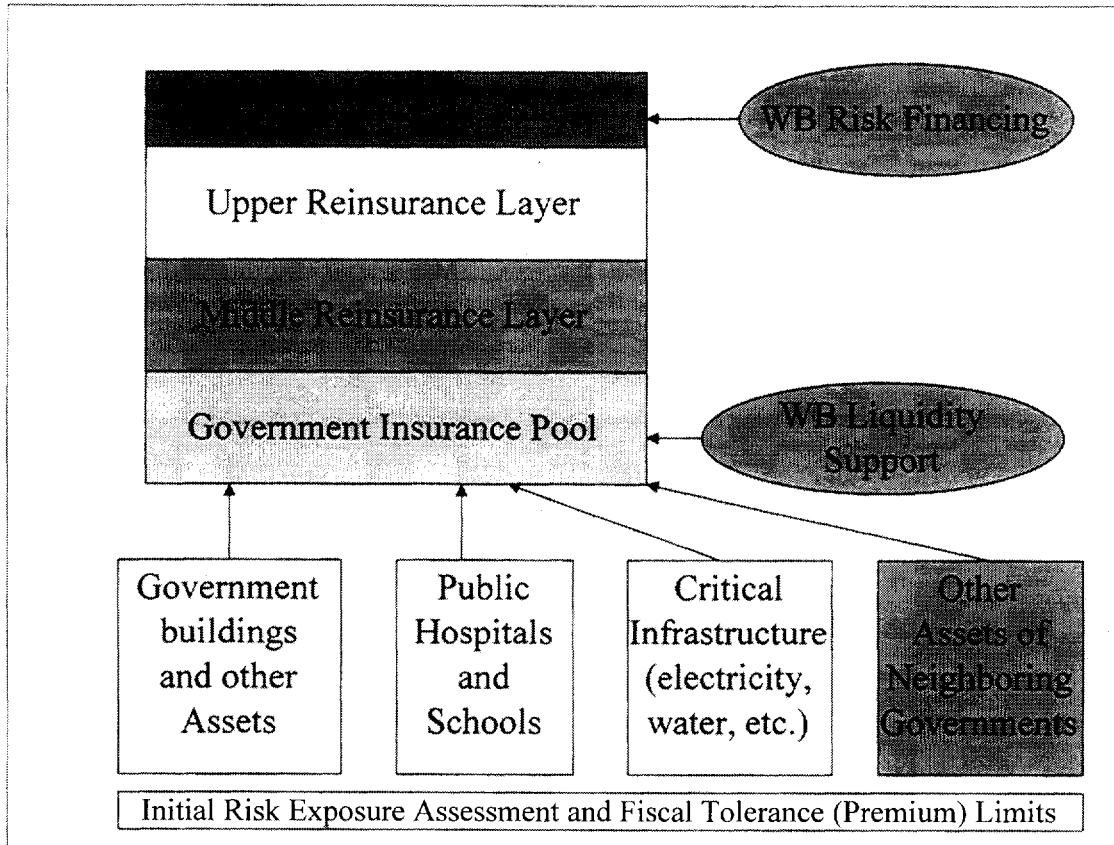 WB Risk Financing
Upper Reinsurance Layer
Middle Reinsurance Layer
Government Insurance Pool
WB Liquidity
Support
Government
buildings
and other
Assets
Public
Hospitals
and
Schools
Critical
Infrastructure
(electricity,
water, etc.)
Other
Assets of
Neighboring
Governments
Initial Risk Exposure Assessment and Fiscal Tolerance (Premium) Limits